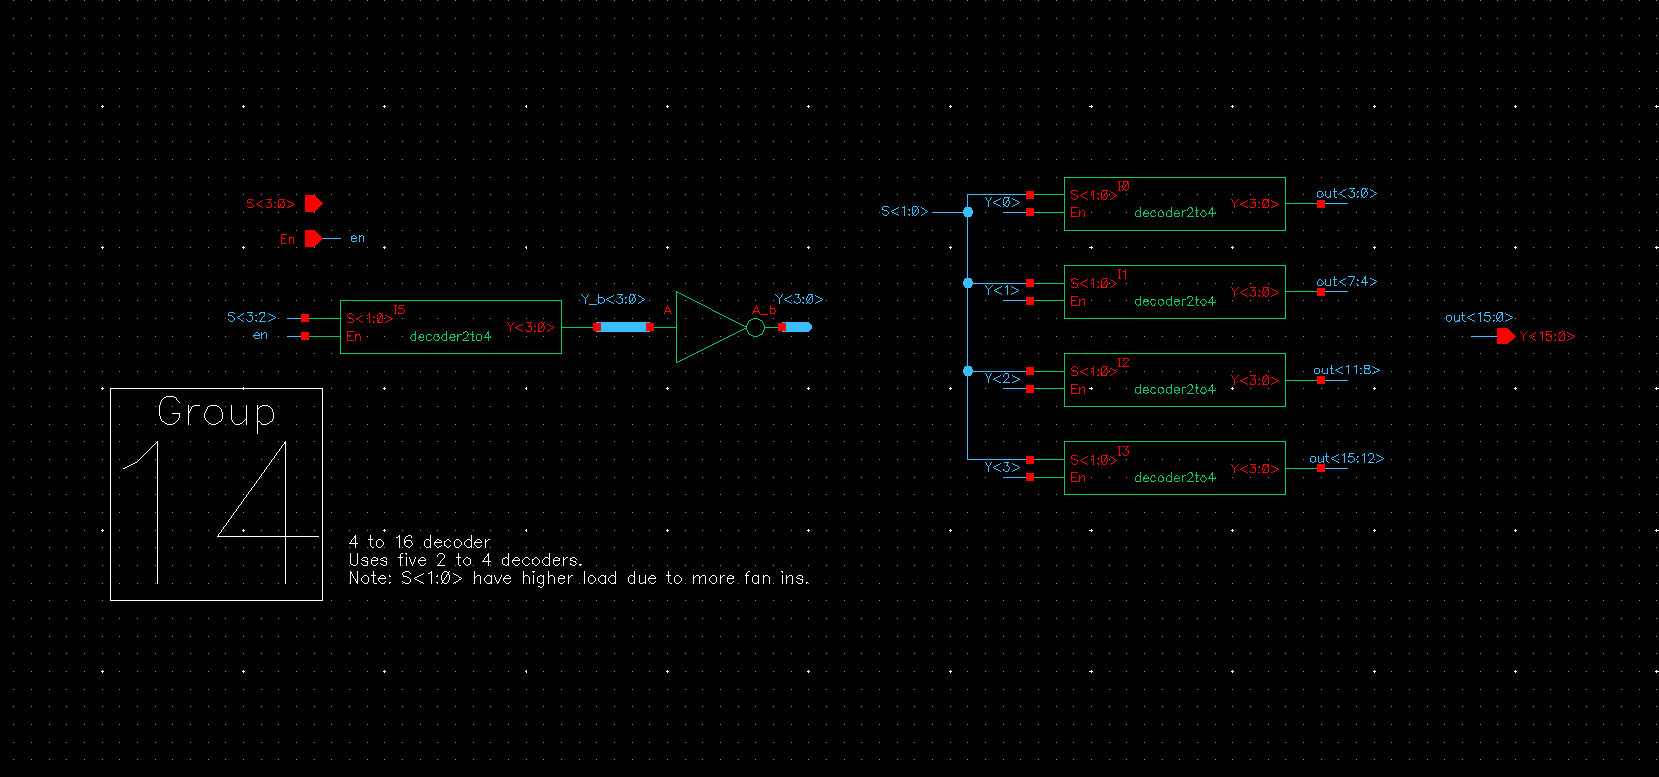 S<3:0>
En
en
S<3:2>
en
I5
S<1:0>
En
Y<3:0>
decoder2to4
Y_b<3:0>
A
A_b
Y<3:0>
S<1:0>
Y<0>
I0
S<1:0>
En
Y<3:0>
decoder2to4
out<3:0>
Y<1>
I1
S<1:0>
En
Y<3:0>
decoder2to4
out<7:4>
Y<2>
I2
S<1:0>
En
Y<3:0>
decoder2to4
out<11:8>
Y<3>
I3
S<1:0>
En
Y<3:0>
decoder2to4
out<15:12>
out<15:0>
Y<15:0>
Group
14
4 to 16 decoder
Uses five 2 to 4 decoders.
Note: S<1:0> have higher load due to more fan ins.